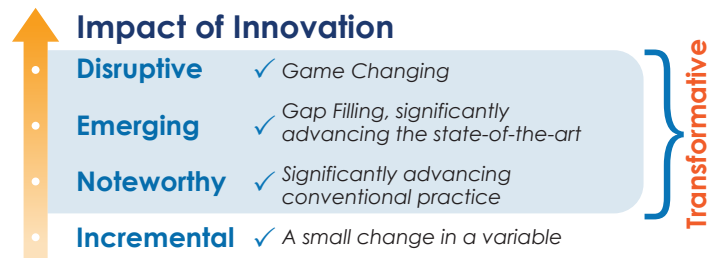 Impact of Innovation
Disruptive ✓ Game Changing
Emerging ✓ Gap Filling, significantly
advancing the state-of-the-art
Noteworthy ✓ Significantly advancing
conventional practice
Incremental ✓ A small change in a variable
Transformative